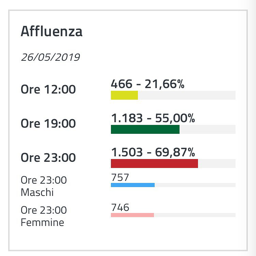 Affluenza
26/05/2019
Ore 12:00
466 - 21,66%
Ore 19:00
1.183 - 55,00%
Ore 23:00
1.503 - 69,87%
Ore 23:00
Maschi
757
Ore 23:00
Femmine
746